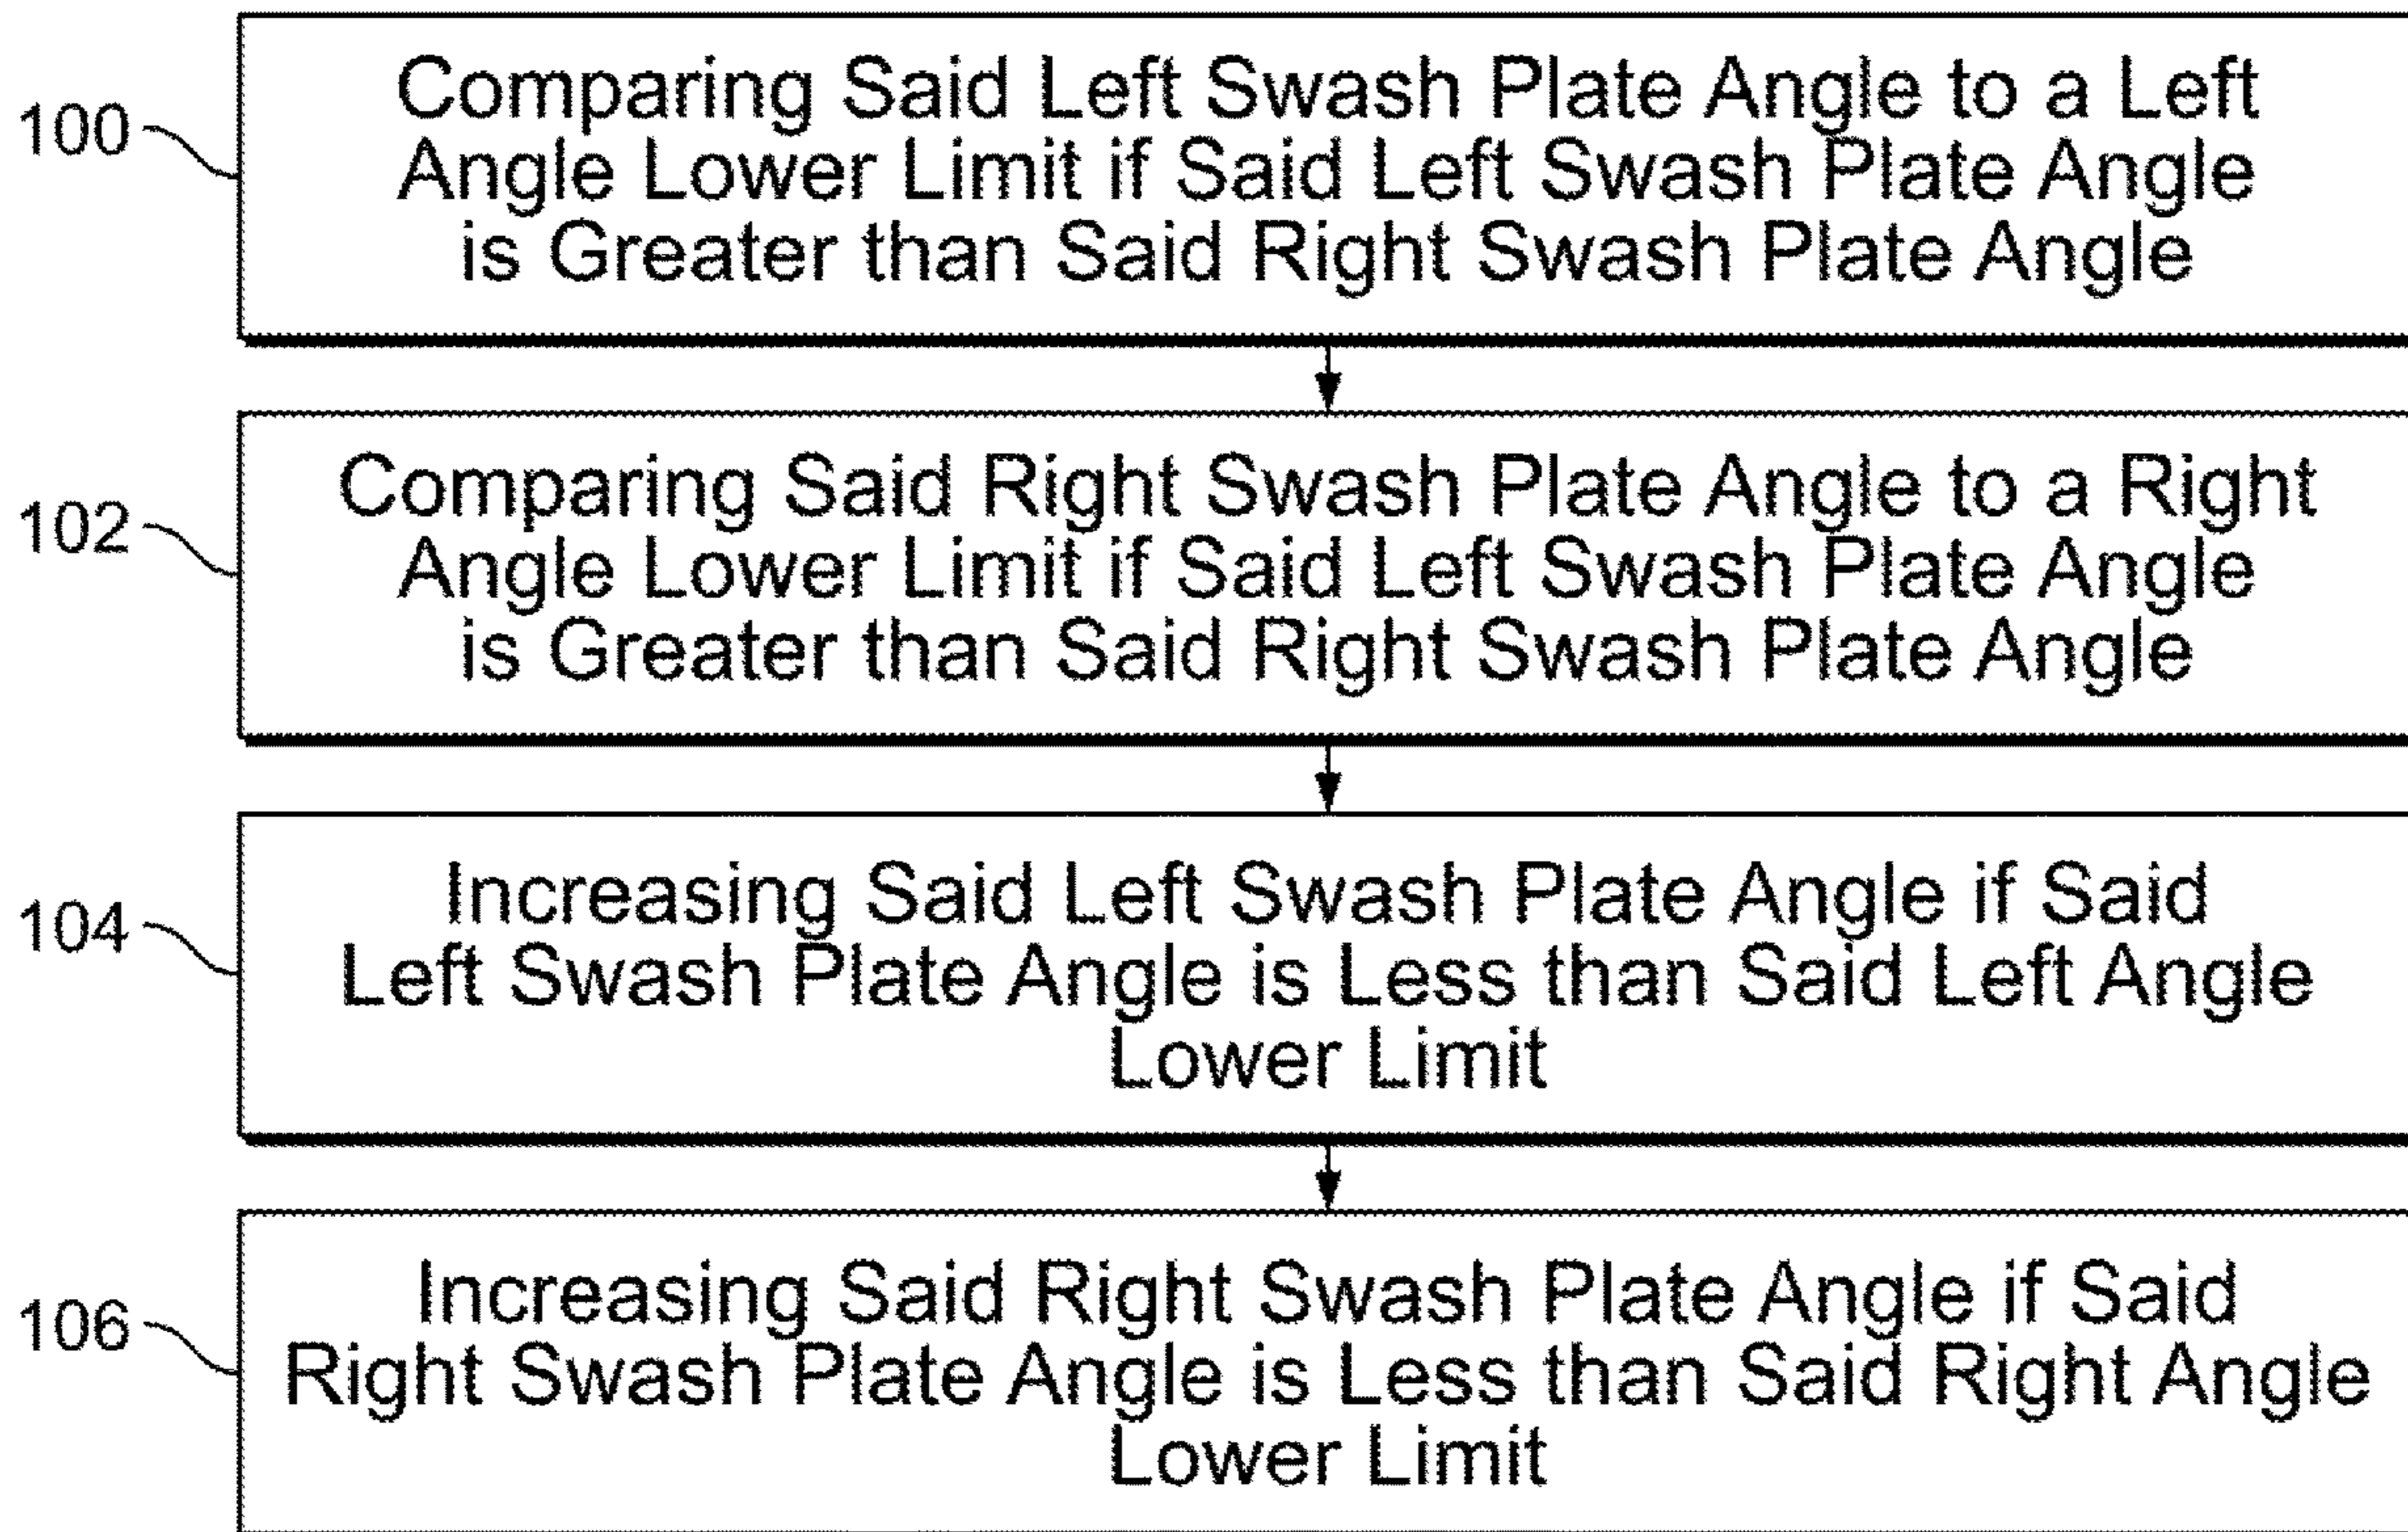 100
Comparing Said Left Swash Plate Angle to a Left
Angle Lower Limit if Said Left Swash Plate Angle
is Greater than Said Right Swash Plate Angle
102
Comparing Said Right Swash Plate Angle to a Right
Angle Lower Limit if Said Left Swash Plate Angle
is Greater than Said Right Swash Plate Angle
104
Increasing Said Left Swash Plate Angle if Said
Left Swash Plate Angle is Less than Said Left Angle
Lower Limit
106
Increasing Said Right Swash Plate Angle if Said
Right Swash Plate Angle is Less than Said Right Angle
Lower Limit